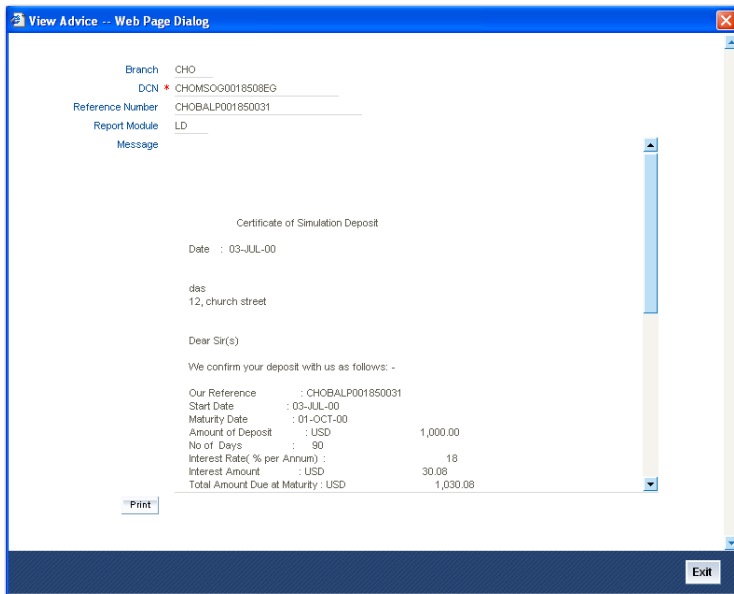 View Advice -- Web Page Dialog
Branch CHO
DCN * CHOMSOG0018508EG
Reference Number CHOBALP001850031
Report Module LD
Message
Certificate of Simulation Deposit
Date : 03-JUL-00
das
12, church street
Dear Sir(s)
We confirm your deposit with us as follows: -
Our Reference : CHOBALP001850031
Start Date : 03-JUL-00
Maturity Date : 01-OCT-00
Amount of Deposit : USD 1,000.00
No of Days : 90
Interest Rate( % per Annum) : 18
Interest Amount : USD 30.08
Total Amount Due at Maturity : USD 1,030.08
Print
Exit